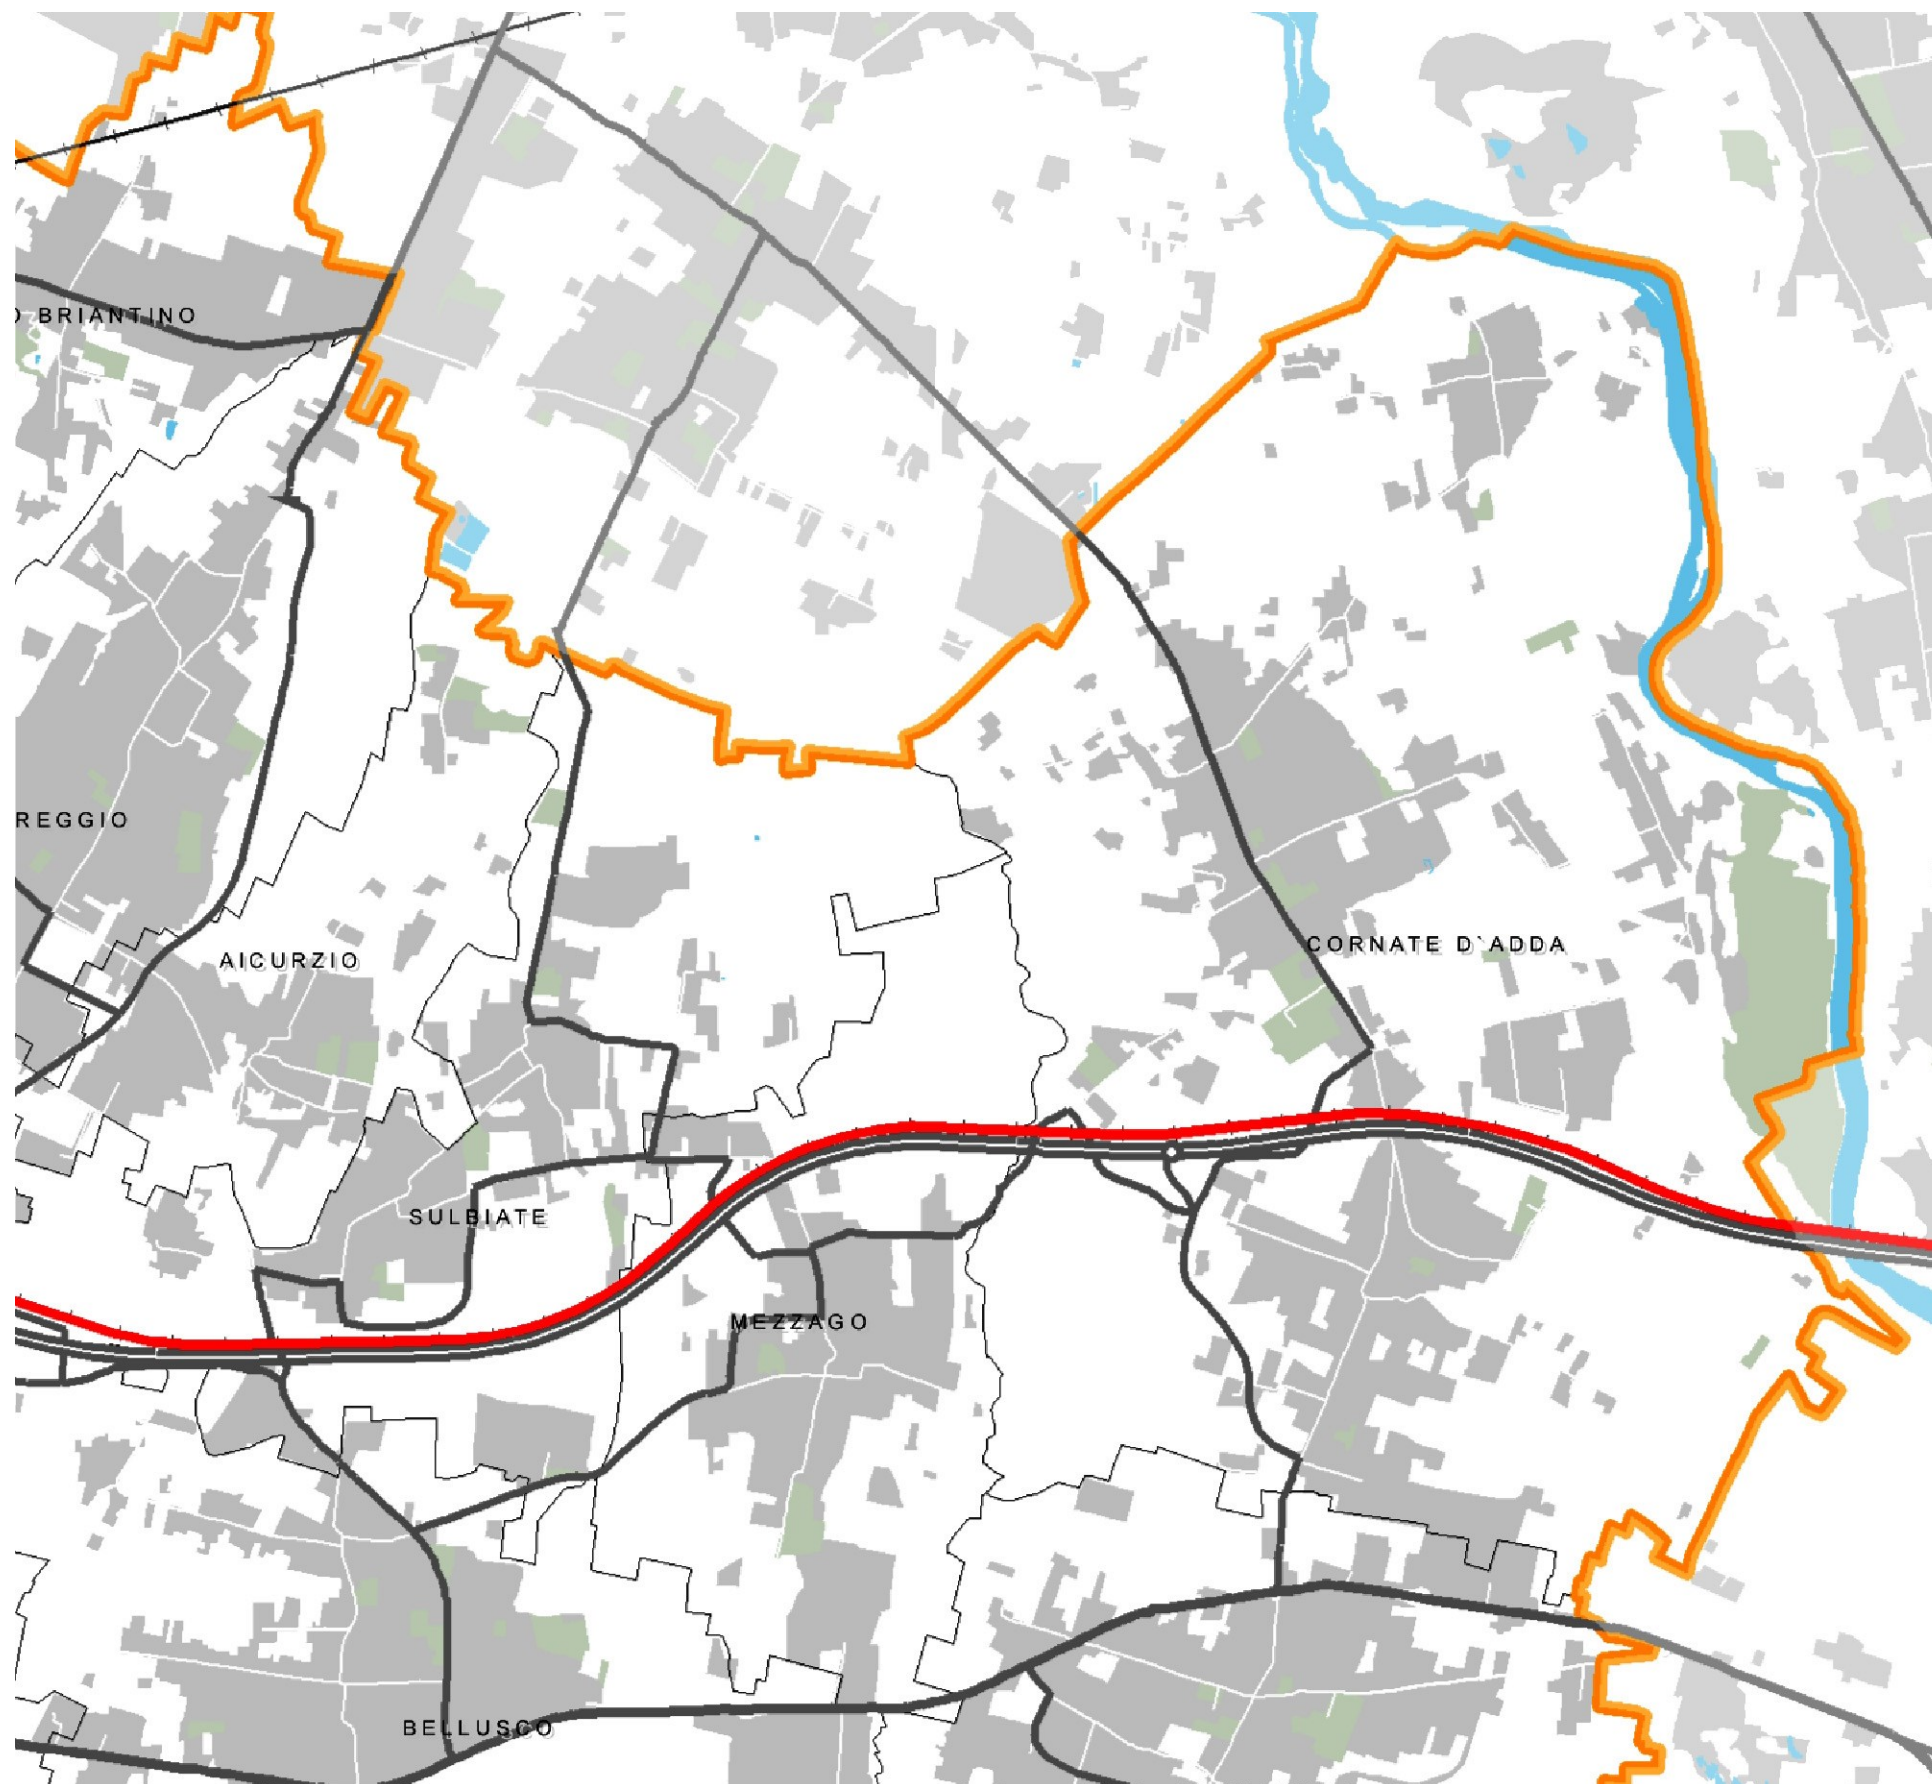 BRIANTINO
REGGIO
AICURZIO
CORNATE D`ADDA
SULBIATE
MEZZAGO
BELLUSCO